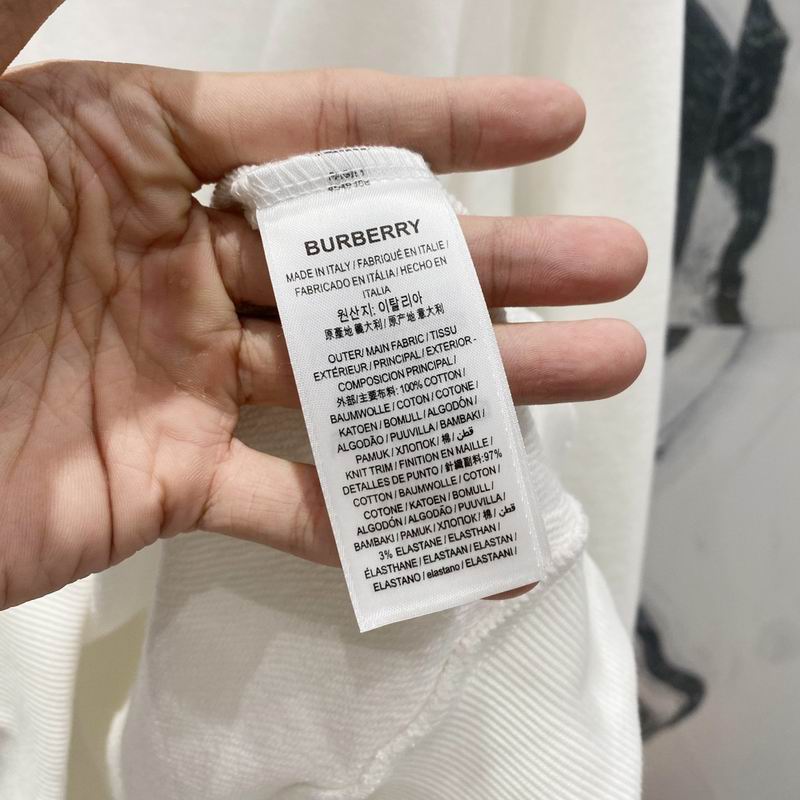 BURBERRY
MADE IN ITALY / FABRIQUÉ EN ITALIE /
FABRICADO EN ITÁLIA / HECHO EN
ITALIA
원산지: 이탈리아
原產地 義大利 / 原产地 意大利
OUTER/ MAIN FABRIC / TISSU
EXTÉRIEUR / PRINCIPAL / EXTERIOR -
COMPOSICION PRINCIPAL /
外部/主要布料: 100% COTTON /
BAUMWOLLE / COTON / COTONE /
KATOEN / BOMULL / ALGODÓN /
ALGODÃO / PUUVILLA / BAMBAKI /
PAMUK / ХЛОПОК / 棉 / قطن
KNIT TRIM / FINITION EN MAILLE /
DETALLES DE PUNTO / 針織副料:97%
COTTON / BAUMWOLLE / COTON /
COTONE / KATOEN / BOMULL /
ALGODÓN / ALGODÃO / PUUVILLA /
BAMBAKI / PAMUK / ХЛОПОК / 棉 / قطن
3% ELASTANE / ELASTHAN /
ÉLASTHANE / ELASTAAN / ELASTAN /
ELASTANO / elastano / ELASTAANI /